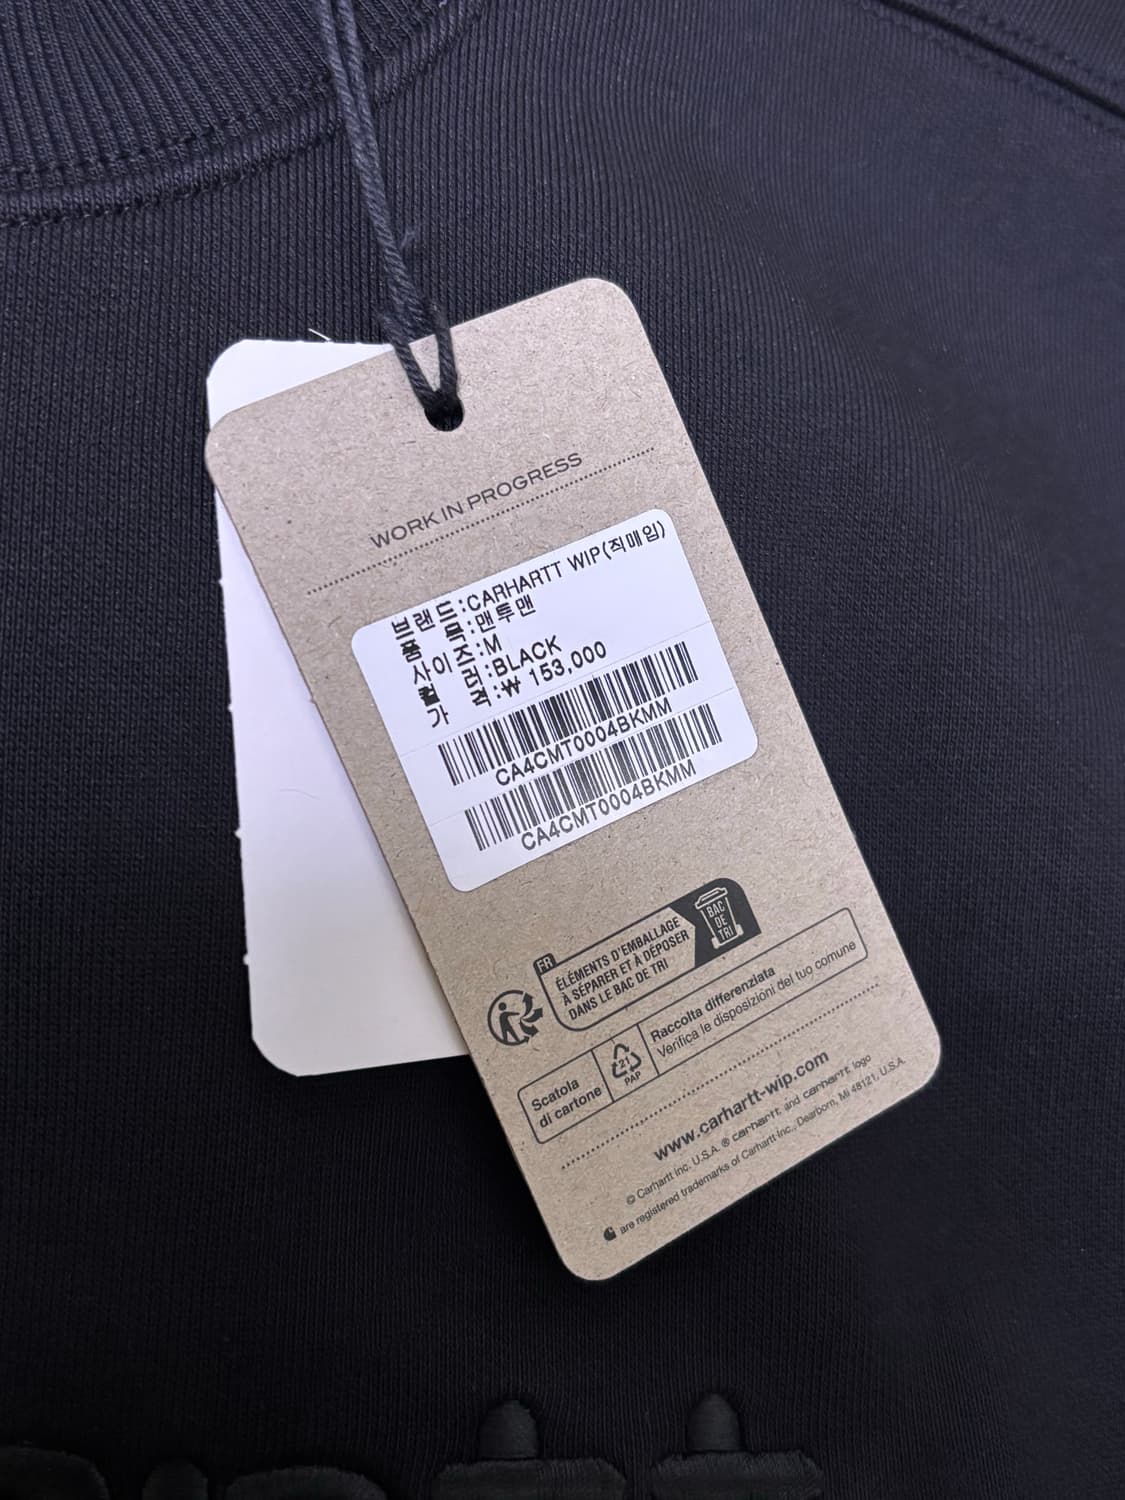 WORK IN PROGRESS
브랜드:CARHARTT WIP(직매입)
품 목:맨투맨
사이즈:M
컬 러:BLACK
가 격:₩ 153,000
CA4CMT0004BKMM
CA4CMT0004BKMM
FR
ÉLÉMENTS D'EMBALLAGE
À SÉPARER ET À DÉPOSER
DANS LE BAC DE TRI
BAC
DE
TRI
Scatola
di cartone
21
PAP
Raccolta differenziata
Verifica le disposizioni del tuo comune
www.carhartt-wip.com
© Carhartt Inc. U.S.A. ® carhartt and carhartt logo
are registered trademarks of Carhartt Inc., Dearborn, MI 48121, U.S.A.